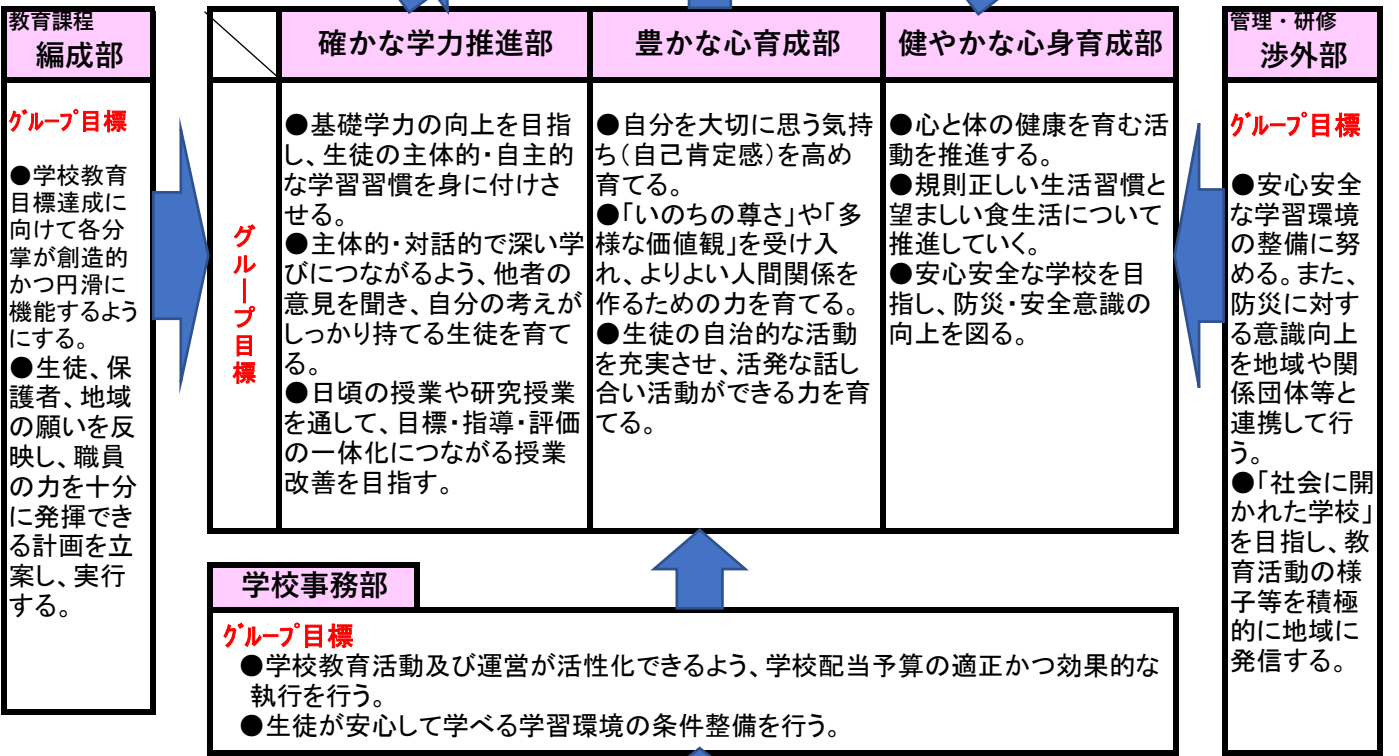 教育課程
編成部
グループ目標
●学校教育
目標達成に
向けて各分
掌が創造的
かつ円滑に
機能するよう
にする。
●生徒、保
護者、地域
の願いを反
映し、職員
の力を十分
に発揮でき
る計画を立
案し、実行
する。
確かな学力推進部
豊かな心育成部
健やかな心身育成部
グループ目標
●基礎学力の向上を目指
し、生徒の主体的・自主的
な学習習慣を身に付けさ
せる。
●主体的・対話的で深い学
びにつながるよう、他者の
意見を聞き、自分の考えが
しっかり持てる生徒を育て
る。
●日頃の授業や研究授業
を通して、目標・指導・評価
の一体化につながる授業
改善を目指す。
●自分を大切に思う気持
ち(自己肯定感)を高め
育てる。
●「いのちの尊さ」や「多
様な価値観」を受け入
れ、よりよい人間関係を
作るための力を育てる。
●生徒の自治的な活動
を充実させ、活発な話し
合い活動ができる力を育
てる。
●心と体の健康を育む活
動を推進する。
●規則正しい生活習慣と
望ましい食生活について
推進していく。
●安心安全な学校を目
指し、防災・安全意識の
向上を図る。
管理・研修
渉外部
グループ目標
●安心安全
な学習環境
の整備に努
める。また、
防災に対す
る意識向上
を地域や関
係団体等と
連携して行
う。
●「社会に開
かれた学校」
を目指し、教
育活動の様
子等を積極
的に地域に
発信する。
学校事務部
グループ目標
●学校教育活動及び運営が活性化できるよう、学校配当予算の適正かつ効果的な
執行を行う。
●生徒が安心して学べる学習環境の条件整備を行う。